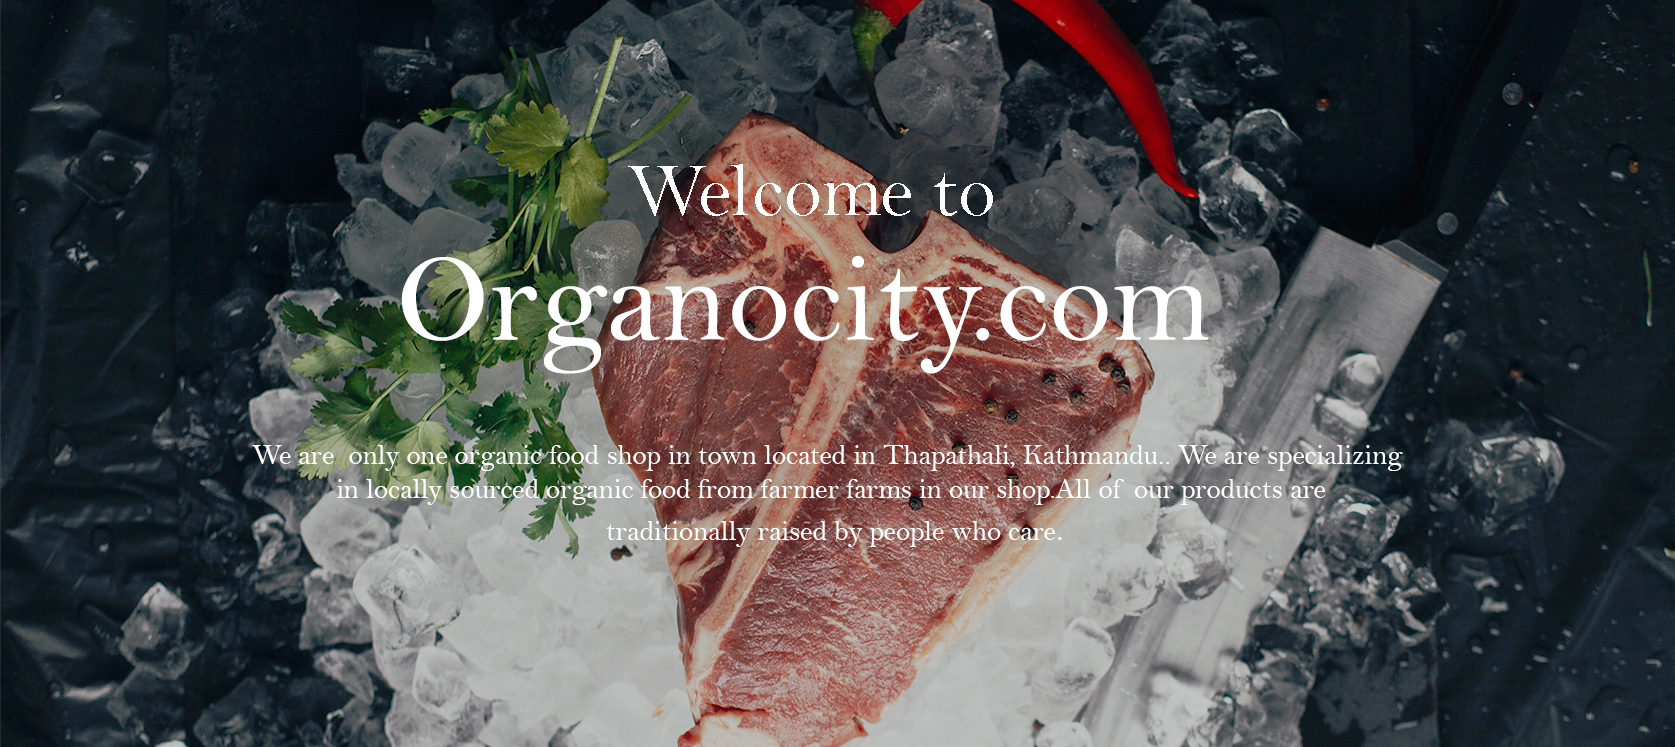 Welcome to
Organocity.com
We are  only one organic food shop in town located in Thapathali, Kathmandu.. We are specializing
in locally sourced organic food from farmer farms in our shop.All of  our products are
traditionally raised by people who care.